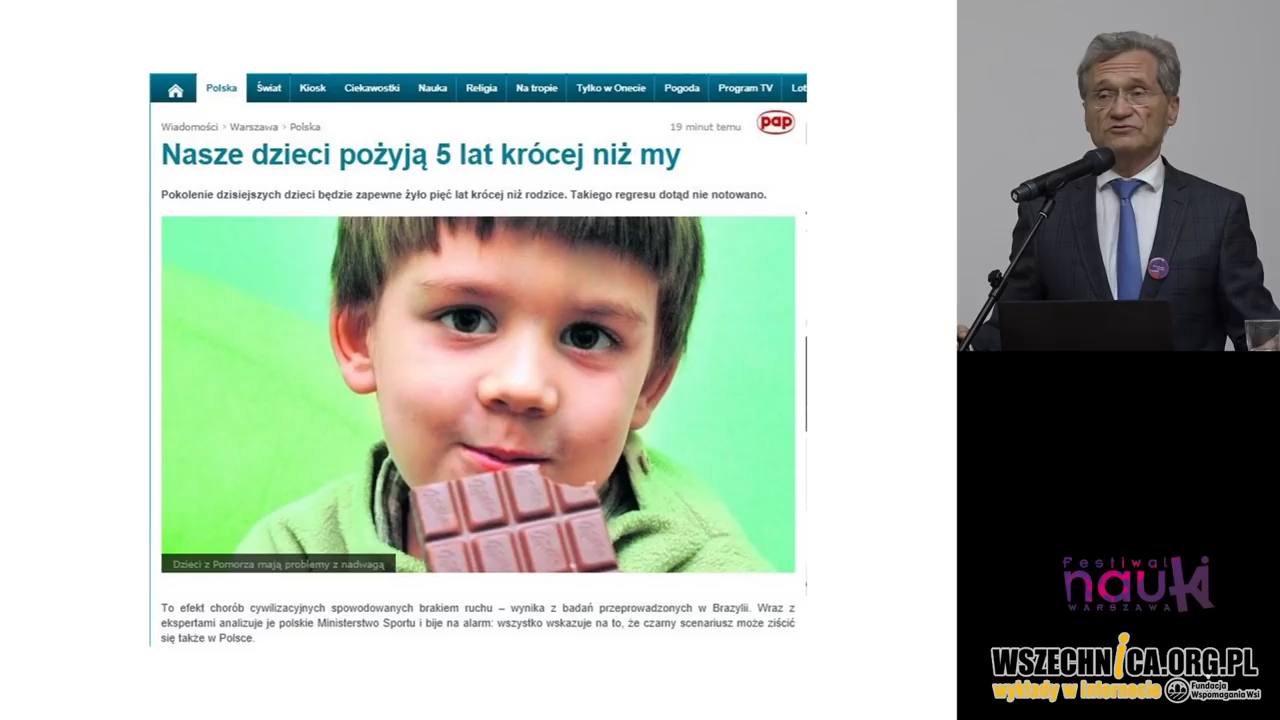 Polska Świat Kiosk Ciekawostki Nauka Religia Na tropie Tylko w Onecie Pogoda Program TV Lot
Wiadomości > Warszawa > Polska
19 minut temu
pap
Nasze dzieci pożyją 5 lat krócej niż my
Pokolenie dzisiejszych dzieci będzie zapewne żyło pięć lat krócej niż rodzice. Takiego regresu dotąd nie notowano.
Dzieci z Pomorza mają problemy z nadwagą
To efekt chorób cywilizacyjnych spowodowanych brakiem ruchu – wynika z badań przeprowadzonych w Brazylii. Wraz z
ekspertami analizuje je polskie Ministerstwo Sportu i bije na alarm: wszystko wskazuje na to, że czarny scenariusz może ziścić
się także w Polsce.
Festiwal
nauki
WARSZAWA
WSZECHNICA.ORG.PL
wykłady w internecie
Fundacja
Wspomagania Wsi